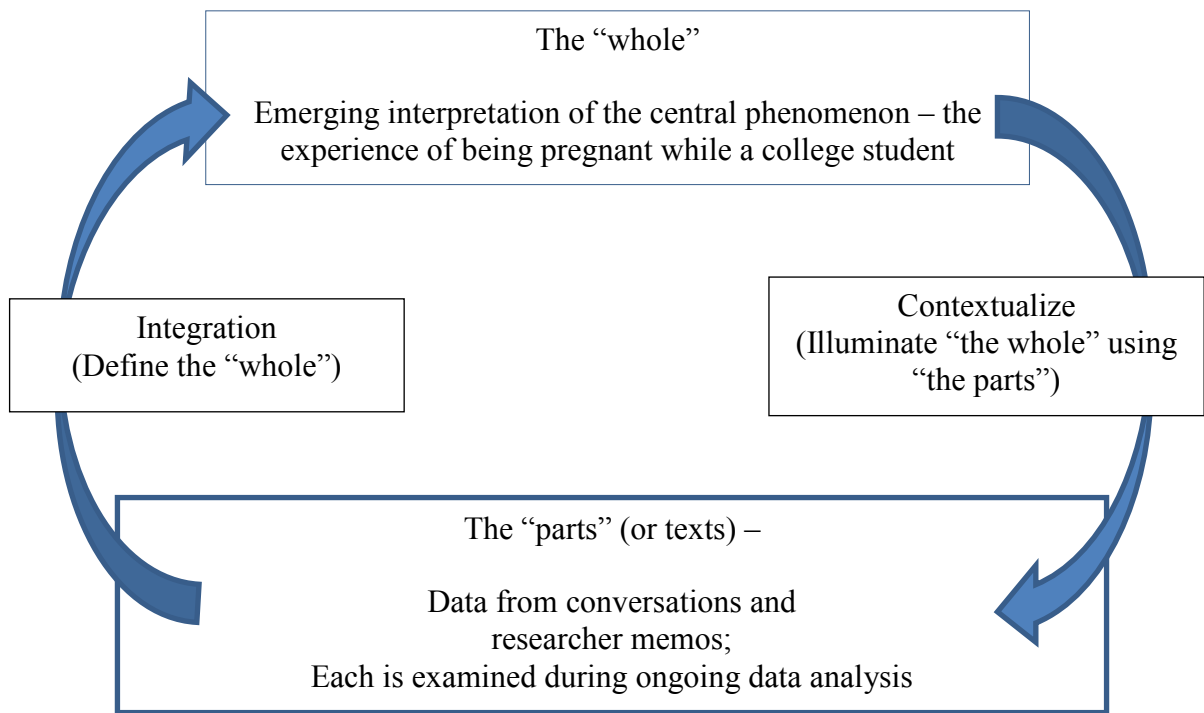 The “whole”
Emerging interpretation of the central phenomenon – the
experience of being pregnant while a college student
Integration
(Define the “whole”)
Contextualize
(Illuminate “the whole” using
“the parts”)
The “parts” (or texts) –
Data from conversations and
researcher memos;
Each is examined during ongoing data analysis